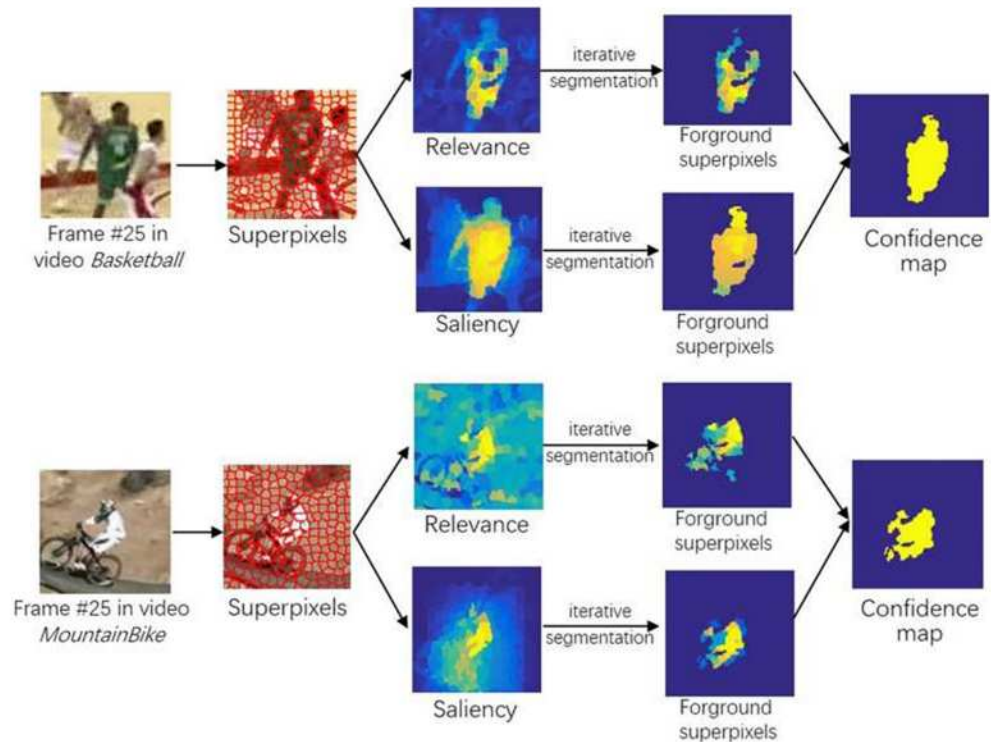 iterative
segmentation
Relevance
Forground
superpixels
Frame #25 in
video Basketball
Superpixels
iterative
segmentation
Confidence
map
Saliency
Forground
superpixels
iterative
segmentation
Relevance
Forground
superpixels
Frame #25 in video
MountainBike
Superpixels
iterative
segmentation
Confidence
map
Saliency
Forground
superpixels